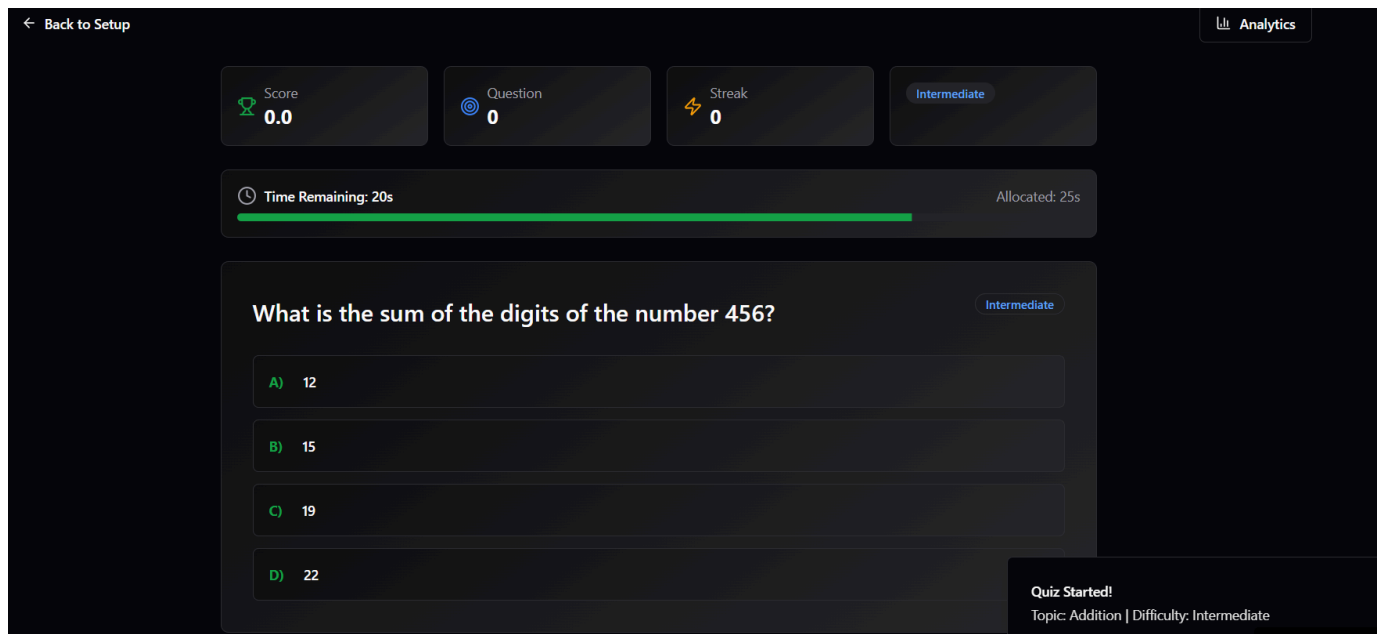 Back to Setup
Analytics
Score
0.0
Question
0
Streak
0
Intermediate
Time Remaining: 20s
Allocated: 25s
What is the sum of the digits of the number 456?
Intermediate
A) 12
B) 15
C) 19
D) 22
Quiz Started!
Topic: Addition | Difficulty: Intermediate